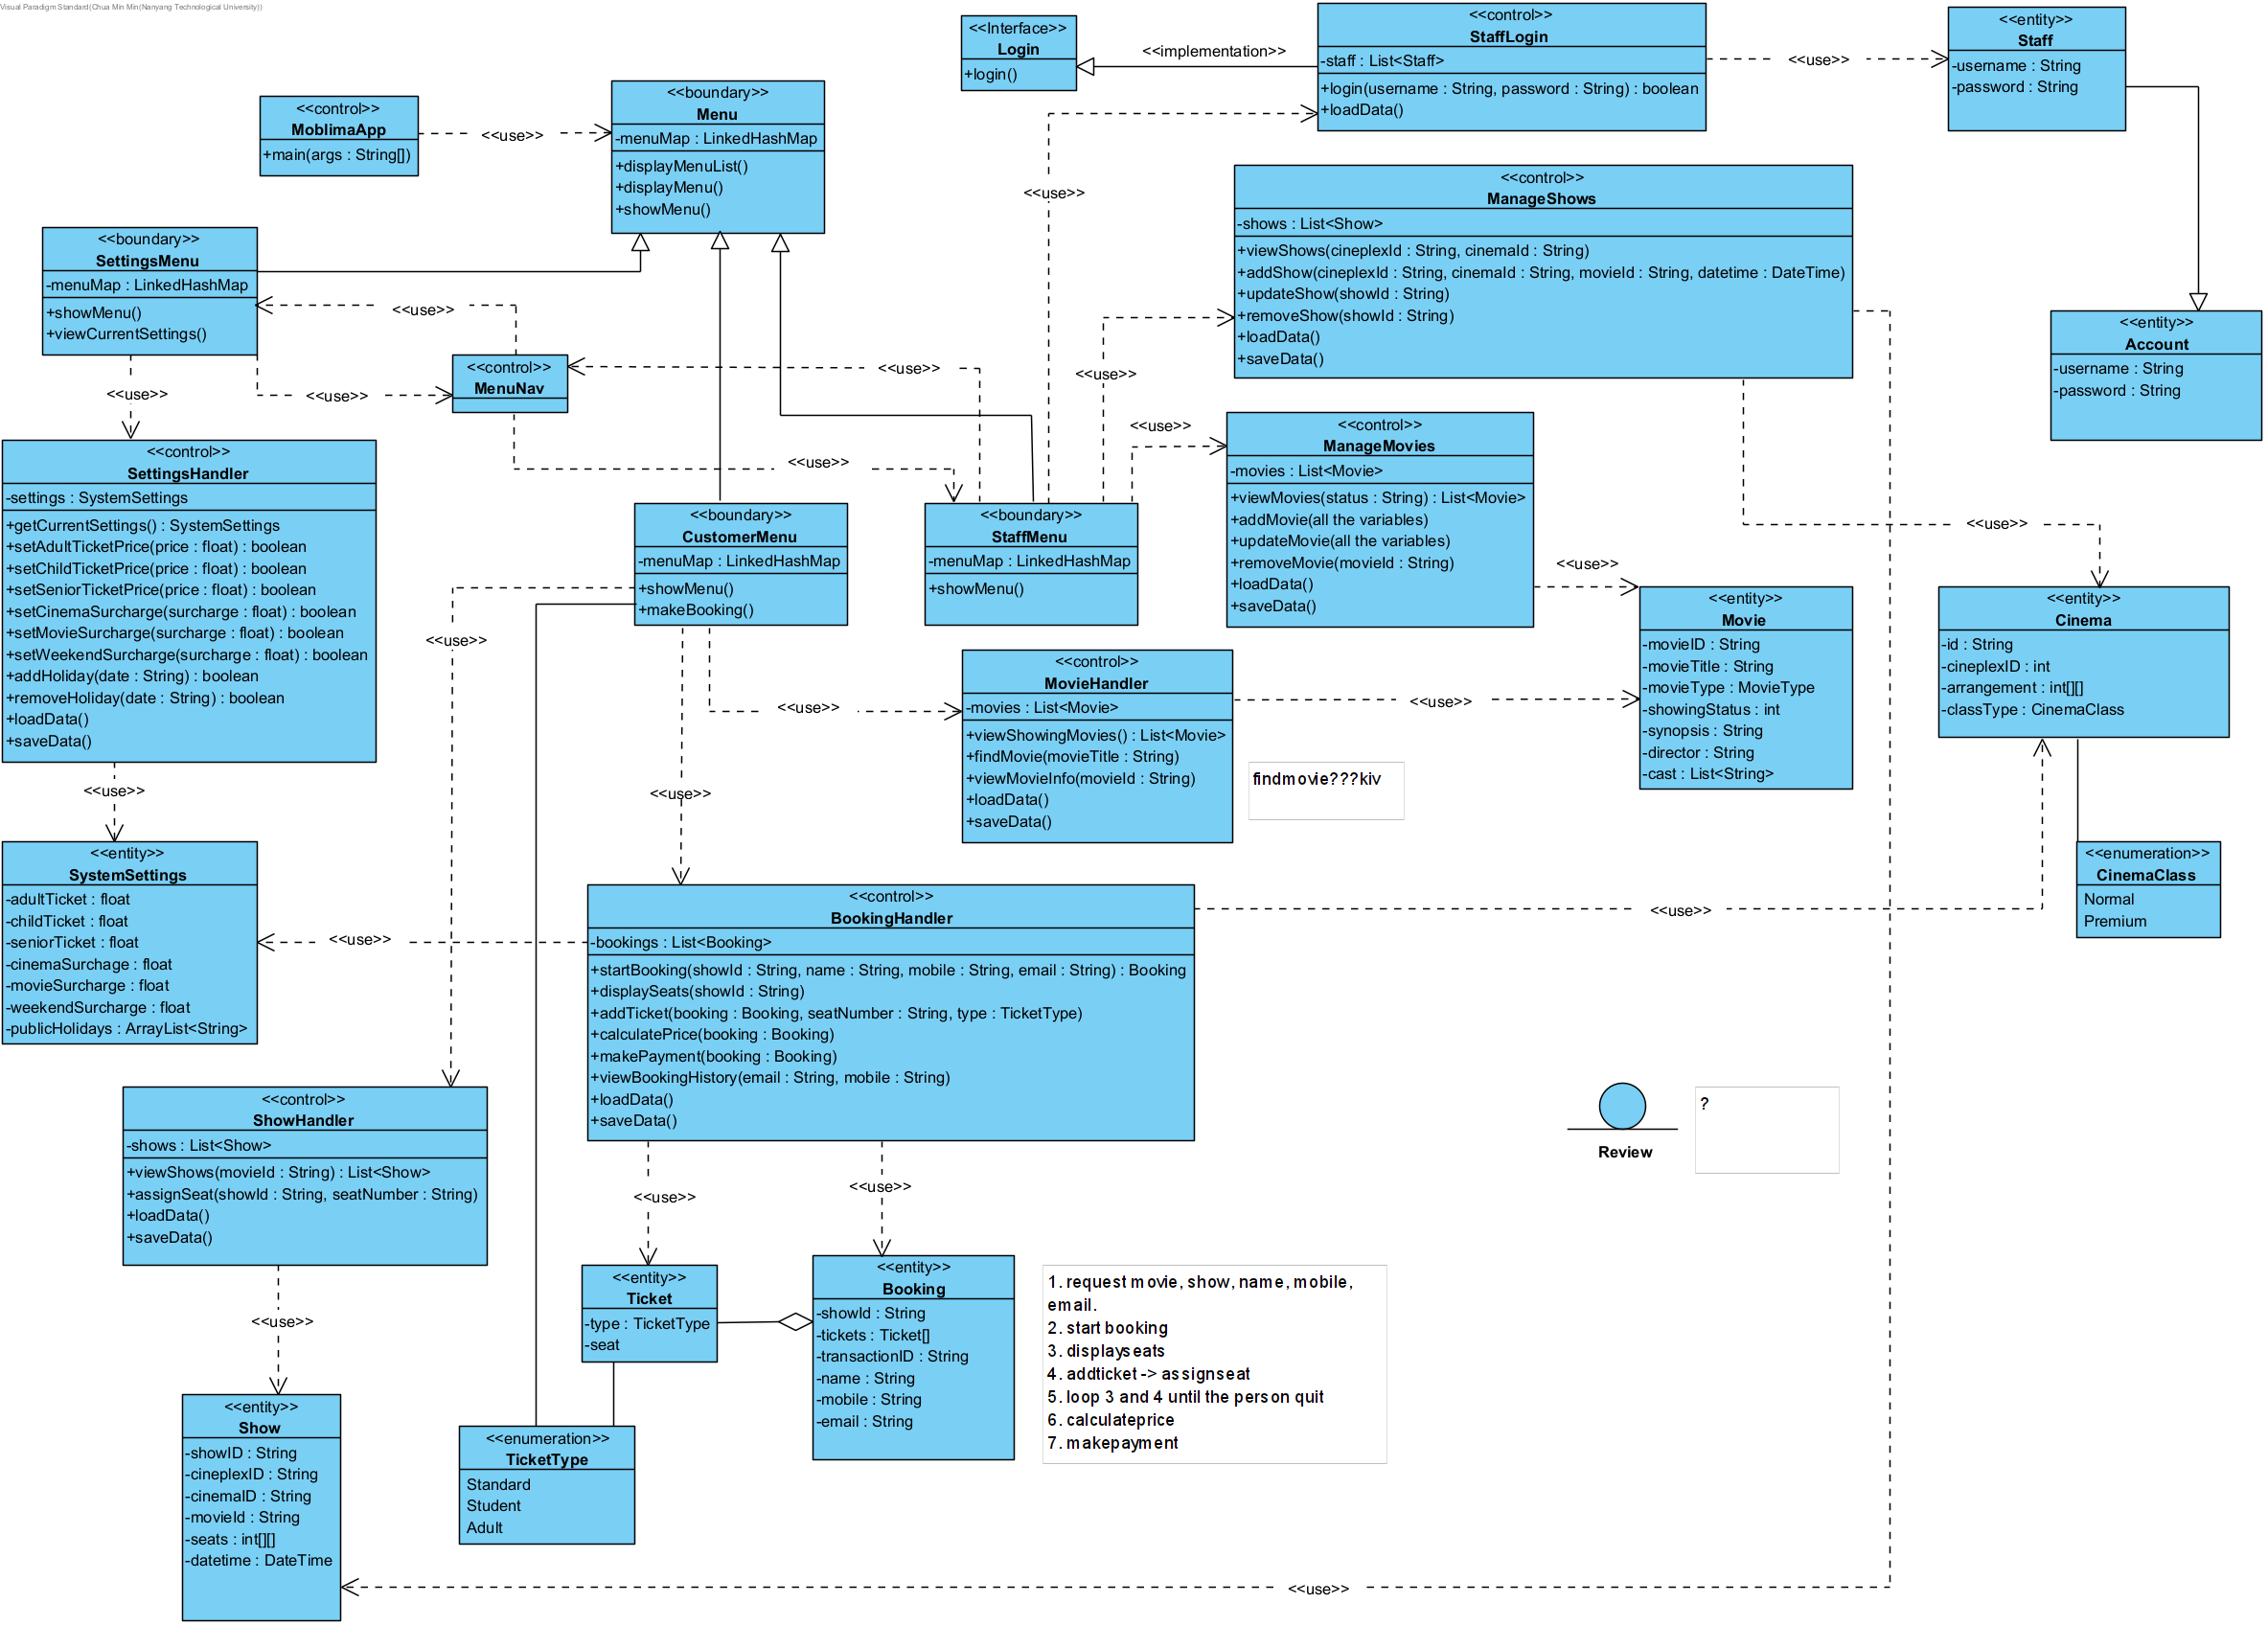 Visual Paradigm Standard(Chua Min Min(Nanyang Technological University))
<<Interface>>
Login
+login()
<<implementation>>
<<control>>
StaffLogin
-staff : List<Staff>
+login(username : String, password : String) : boolean
+loadData()
<<use>>
<<entity>>
Staff
-username : String
-password : String
<<control>>
MoblimaApp
+main(args : String[])
<<use>>
<<boundary>>
Menu
-menuMap : LinkedHashMap
+displayMenuList()
+displayMenu()
+showMenu()
<<use>>
<<control>>
ManageShows
-shows : List<Show>
+viewShows(cineplexId : String, cinemaId : String)
+addShow(cineplexId : String, cinemaId : String, movieId : String, datetime : DateTime)
+updateShow(showId : String)
+removeShow(showId : String)
+loadData()
+saveData()
<<boundary>>
SettingsMenu
-menuMap : LinkedHashMap
+showMenu()
+viewCurrentSettings()
<<use>>
<<entity>>
Account
-username : String
-password : String
<<use>>
<<use>>
<<control>>
MenuNav
<<use>>
<<use>>
<<use>>
<<use>>
<<control>>
ManageMovies
-movies : List<Movie>
+viewMovies(status : String) : List<Movie>
+addMovie(all the variables)
+updateMovie(all the variables)
+removeMovie(movieId : String)
+loadData()
+saveData()
<<control>>
SettingsHandler
-settings : SystemSettings
+getCurrentSettings() : SystemSettings
+setAdultTicketPrice(price : float) : boolean
+setChildTicketPrice(price : float) : boolean
+setSeniorTicketPrice(price : float) : boolean
+setCinemaSurcharge(surcharge : float) : boolean
+setMovieSurcharge(surcharge : float) : boolean
+setWeekendSurcharge(surcharge : float) : boolean
+addHoliday(date : String) : boolean
+removeHoliday(date : String) : boolean
+loadData()
+saveData()
<<boundary>>
CustomerMenu
-menuMap : LinkedHashMap
+showMenu()
+makeBooking()
<<boundary>>
StaffMenu
-menuMap : LinkedHashMap
+showMenu()
<<use>>
<<use>>
<<use>>
<<entity>>
Movie
-movieID : String
-movieTitle : String
-movieType : MovieType
-showingStatus : int
-synopsis : String
-director : String
-cast : List<String>
<<entity>>
Cinema
-id : String
-cineplexID : int
-arrangement : int[][]
-classType : CinemaClass
<<control>>
MovieHandler
-movies : List<Movie>
+viewShowingMovies() : List<Movie>
+findMovie(movieTitle : String)
+viewMovieInfo(movieId : String)
+loadData()
+saveData()
<<use>>
<<use>>
findmovie???kiv
<<use>>
<<use>>
<<entity>>
SystemSettings
-adultTicket : float
-childTicket : float
-seniorTicket : float
-cinemaSurchage : float
-movieSurcharge : float
-weekendSurcharge : float
-publicHolidays : ArrayList<String>
<<enumeration>>
CinemaClass
Normal
Premium
<<use>>
<<control>>
BookingHandler
-bookings : List<Booking>
+startBooking(showId : String, name : String, mobile : String, email : String) : Booking
+displaySeats(showId : String)
+addTicket(booking : Booking, seatNumber : String, type : TicketType)
+calculatePrice(booking : Booking)
+makePayment(booking : Booking)
+viewBookingHistory(email : String, mobile : String)
+loadData()
+saveData()
<<use>>
<<control>>
ShowHandler
-shows : List<Show>
+viewShows(movieId : String) : List<Show>
+assignSeat(showId : String, seatNumber : String)
+loadData()
+saveData()
Review
?
<<use>>
<<use>>
<<use>>
<<entity>>
Ticket
-type : TicketType
-seat
<<entity>>
Booking
-showId : String
-tickets : Ticket[]
-transactionID : String
-name : String
-mobile : String
-email : String
1. request movie, show, name, mobile,
email.
2. start booking
3. displayseats
4. addticket -> assignseat
5. loop 3 and 4 until the person quit
6. calculateprice
7. makepayment
<<entity>>
Show
-showID : String
-cineplexID : String
-cinemaID : String
-movieId : String
-seats : int[][]
-datetime : DateTime
<<enumeration>>
TicketType
Standard
Student
Adult
<<use>>